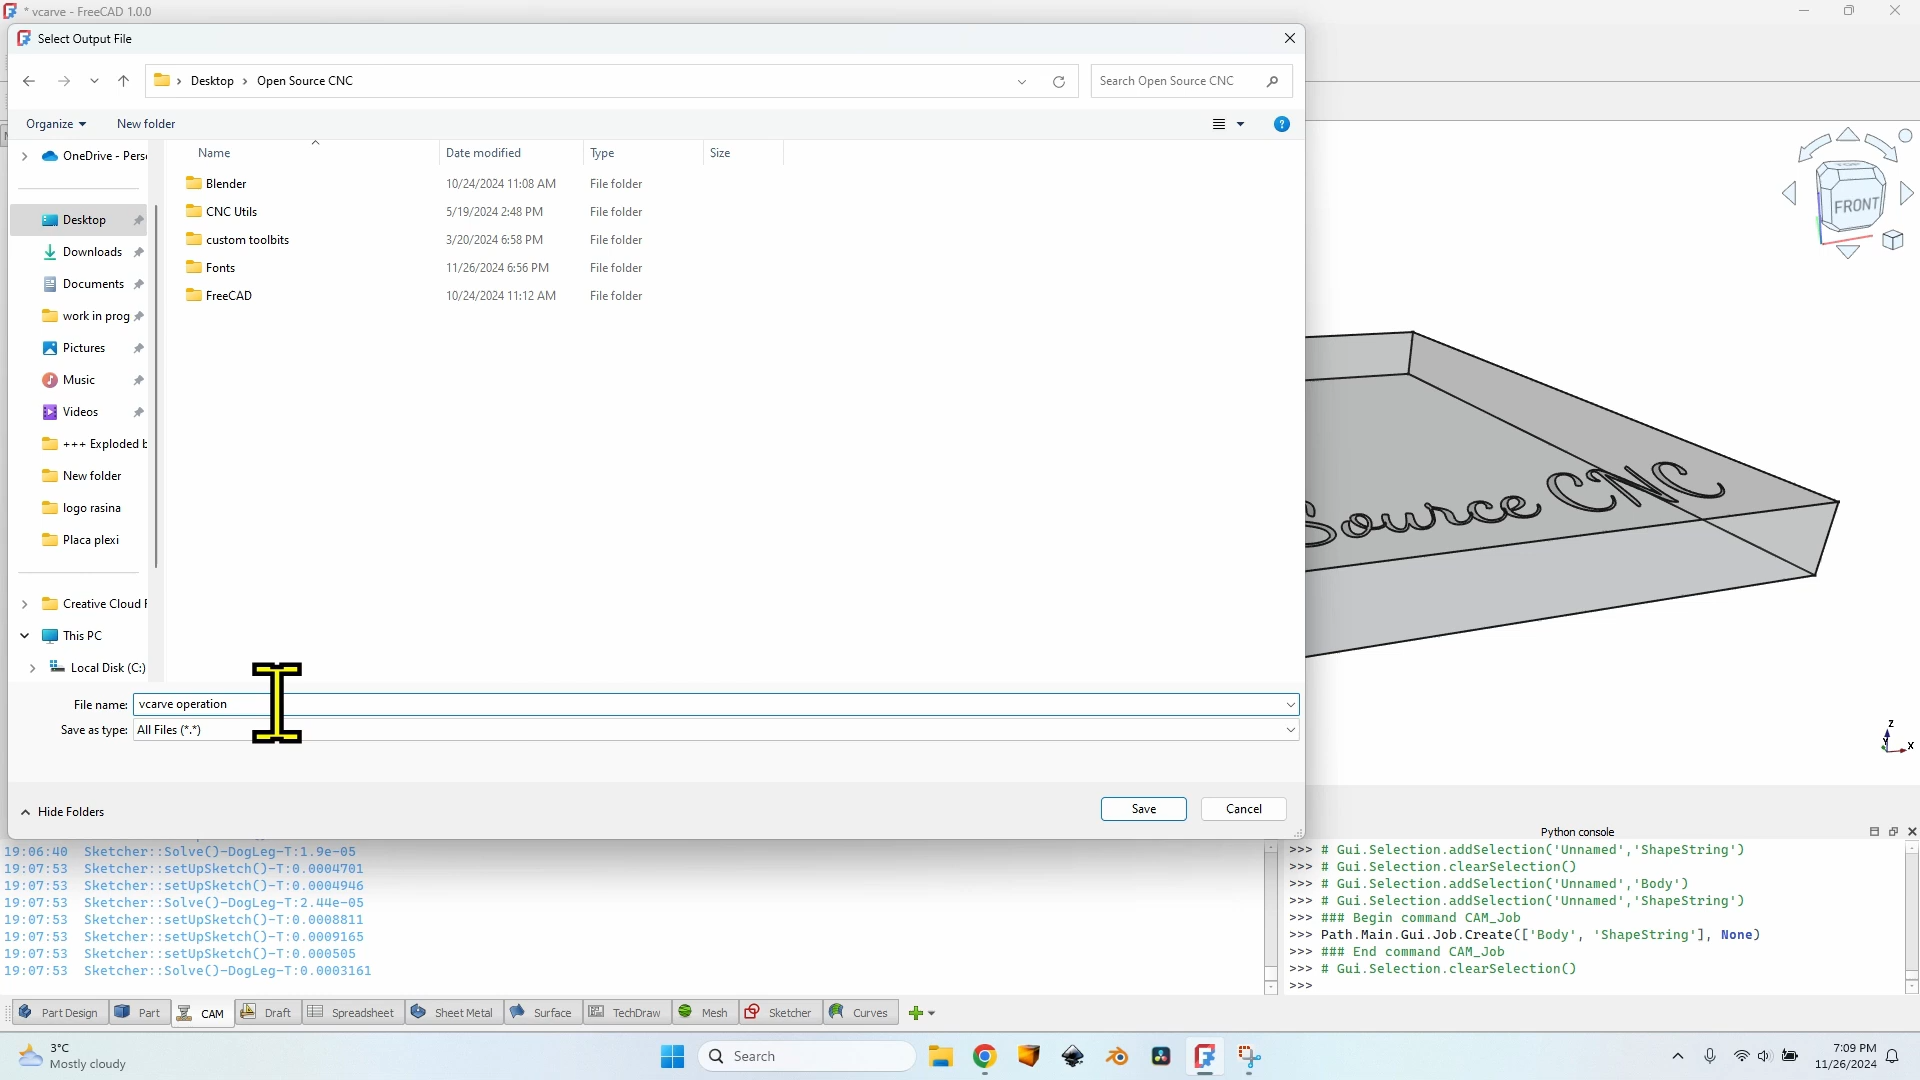 * vcarve - FreeCAD 1.0.0
Select Output File
Desktop > Open Source CNC
Search Open Source CNC
Organize
New folder
Name
Date modified
Type
Size
OneDrive - Pers
Desktop
Downloads
Documents
work in prog
Pictures
Music
Videos
+++ Exploded b
New folder
logo rasina
Placa plexi
Creative Cloud F
This PC
Local Disk (C:)
Blender 10/24/2024 11:08 AM File folder
CNC Utils 5/19/2024 2:48 PM File folder
custom toolbits 3/20/2024 6:58 PM File folder
Fonts 11/26/2024 6:56 PM File folder
FreeCAD 10/24/2024 11:12 AM File folder
File name: vcarve operation
Save as type: All Files (*.*)
Hide Folders
Save
Cancel
TOP
FRONT
Source CNC
Z
Y
X
19:06:40 Sketcher::Solve()-DogLeg-T:1.9e-05
19:07:53 Sketcher::setUpSketch()-T:0.0004701
19:07:53 Sketcher::setUpSketch()-T:0.0004946
19:07:53 Sketcher::Solve()-DogLeg-T:2.44e-05
19:07:53 Sketcher::setUpSketch()-T:0.0008811
19:07:53 Sketcher::setUpSketch()-T:0.0009165
19:07:53 Sketcher::setUpSketch()-T:0.000505
19:07:53 Sketcher::Solve()-DogLeg-T:0.0003161
Python console
>>> # Gui.Selection.addSelection('Unnamed','ShapeString')
>>> # Gui.Selection.clearSelection()
>>> # Gui.Selection.addSelection('Unnamed','Body')
>>> # Gui.Selection.addSelection('Unnamed','ShapeString')
>>> ### Begin command CAM_Job
>>> Path.Main.Gui.Job.Create(['Body', 'ShapeString'], None)
>>> ### End command CAM_Job
>>> # Gui.Selection.clearSelection()
>>>
Part Design
Part
CAM
Draft
Spreadsheet
Sheet Metal
Surface
TechDraw
Mesh
Sketcher
Curves
3°C
Mostly cloudy
Search
7:09 PM
11/26/2024